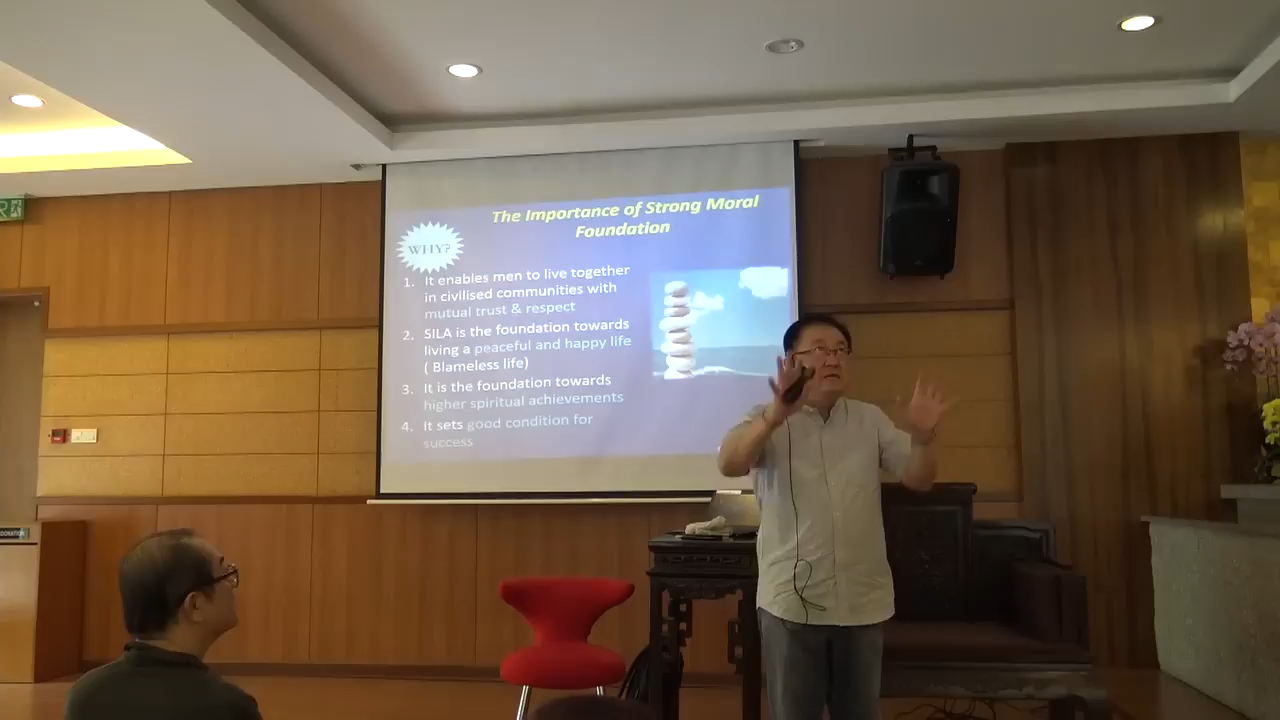 The Importance of Strong Moral
Foundation
WHY?
1. It enables men to live together
in civilised communities with
mutual trust & respect
2. SILA is the foundation towards
living a peaceful and happy life
( Blameless life)
3. It is the foundation towards
higher spiritual achievements
4. It sets good condition for
success
DONATION